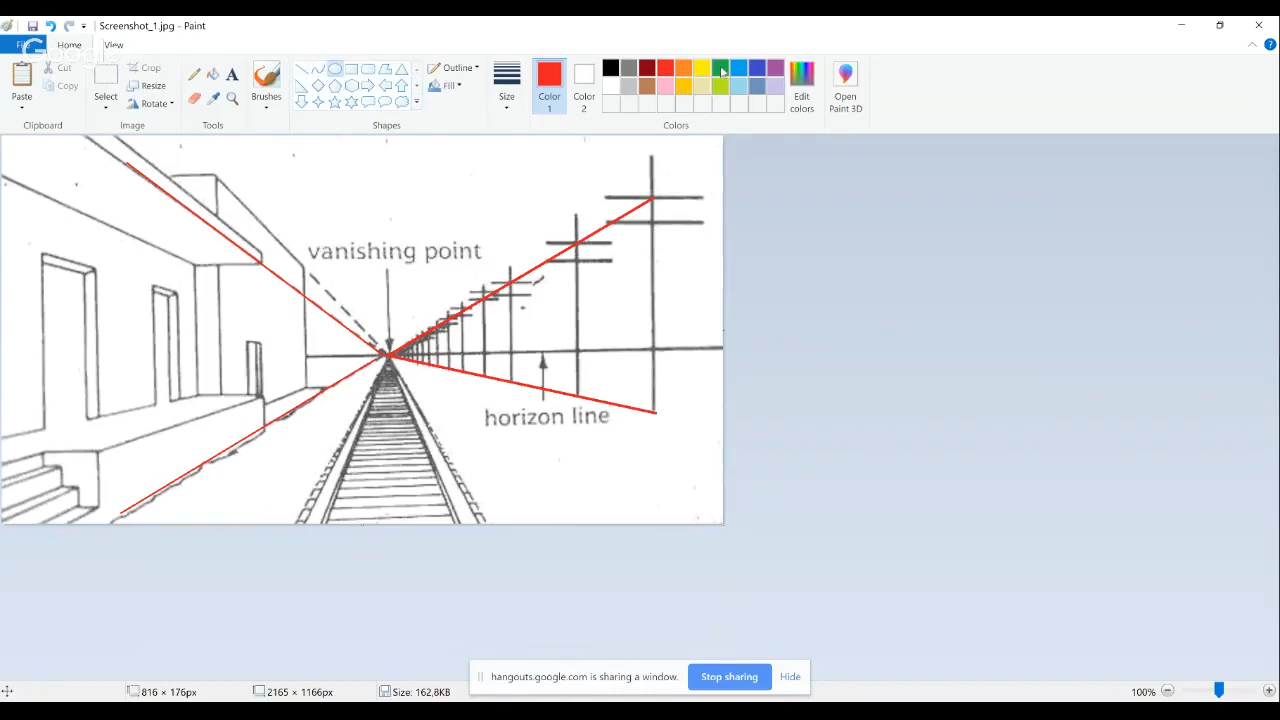 Screenshot_1.jpg - Paint
File Home View
Google
Paste
Cut
Copy
Clipboard
Select
Crop
Resize
Rotate
Image
Tools
Brushes
Outline
Fill
Shapes
Size
Color
1
Color
2
Edit
colors
Colors
Open
Paint 3D
vanishing point
horizon line
hangouts.google.com is sharing a window.
Stop sharing
Hide
816 × 176px
2165 × 1166px
Size: 162,8KB
100%